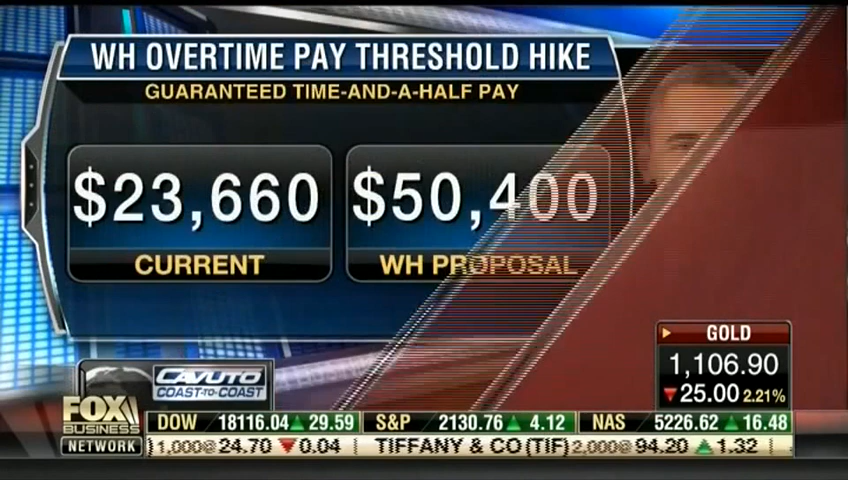 WH OVERTIME PAY THRESHOLD HIKE
GUARANTEED TIME-AND-A-HALF PAY
$23,660 $50,400
CURRENT WH PROPOSAL
GOLD
1,106.90
▼25.00 2.21%
CAVUTO
COAST-TO-COAST
FOX
BUSINESS
NETWORK
DOW 18116.04 ▲ 29.59 S&P 2130.76 ▲ 4.12 NAS 5226.62 ▲ 16.48
1,000@24.70 ▼0.04 TIFFANY & CO(TIF) 2,000@94.20 ▲1.32